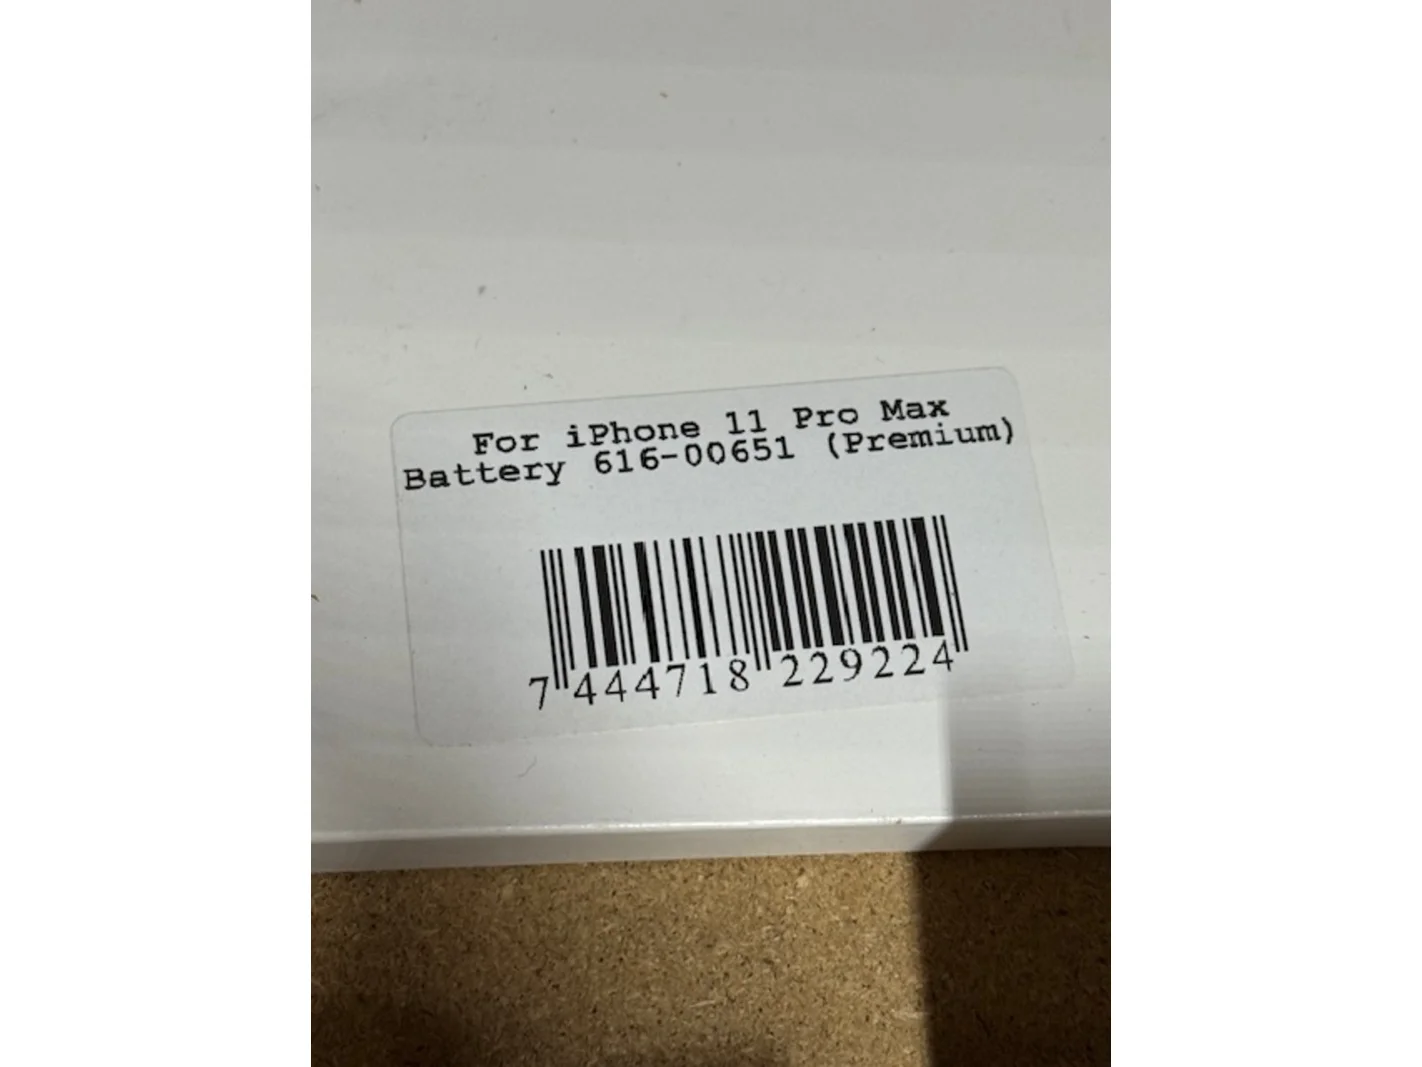 For iPhone 11 Pro Max
Battery 616-00651 (Premium)
7 444718 229224